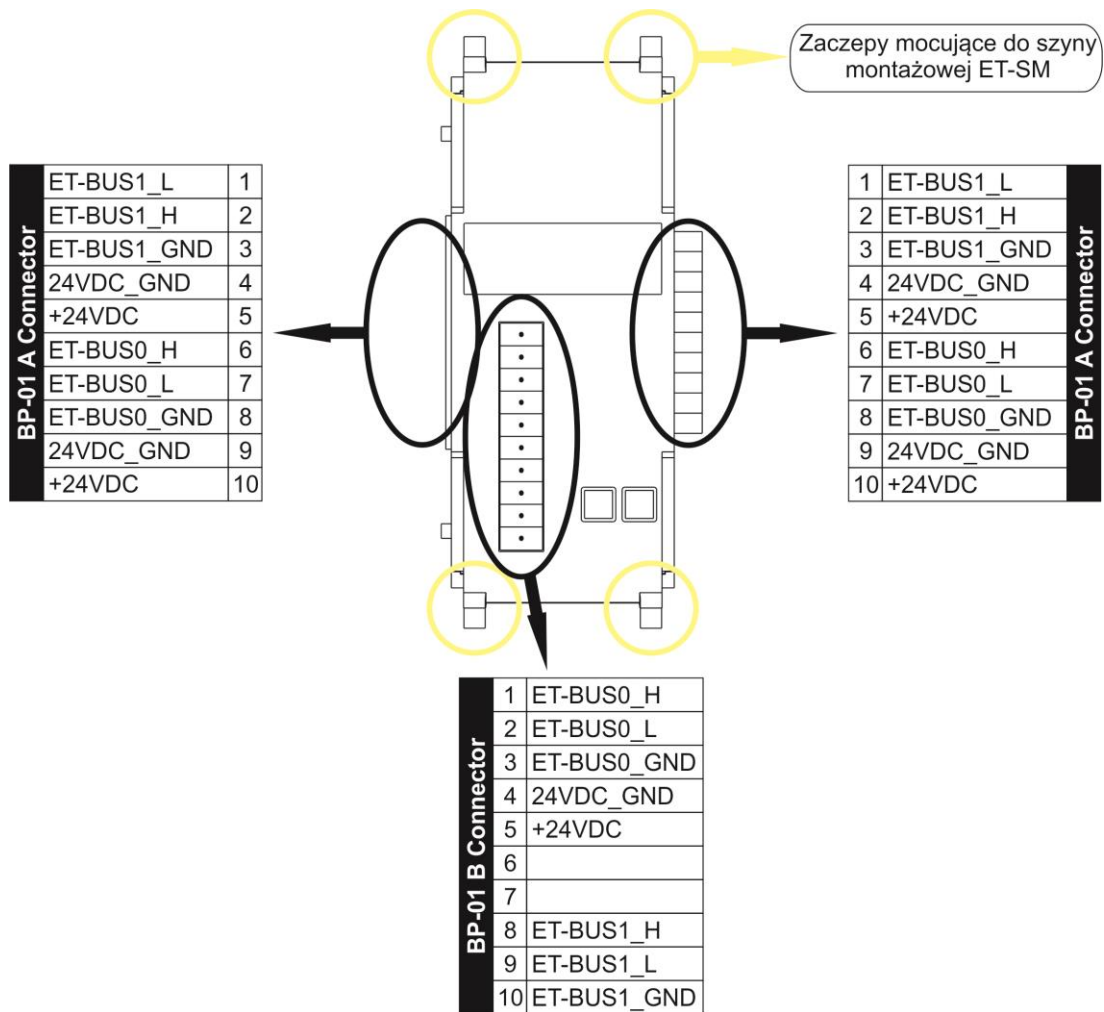 Zaczepy mocujące do szyny
montażowej ET-SM
BP-01 A Connector
ET-BUS1_L 1
ET-BUS1_H 2
ET-BUS1_GND 3
24VDC_GND 4
+24VDC 5
ET-BUS0_H 6
ET-BUS0_L 7
ET-BUS0_GND 8
24VDC_GND 9
+24VDC 10
1 ET-BUS1_L
2 ET-BUS1_H
3 ET-BUS1_GND
4 24VDC_GND
5 +24VDC
6 ET-BUS0_H
7 ET-BUS0_L
8 ET-BUS0_GND
9 24VDC_GND
10 +24VDC
BP-01 A Connector
BP-01 B Connector
1 ET-BUS0_H
2 ET-BUS0_L
3 ET-BUS0_GND
4 24VDC_GND
5 +24VDC
6
7
8 ET-BUS1_H
9 ET-BUS1_L
10 ET-BUS1_GND